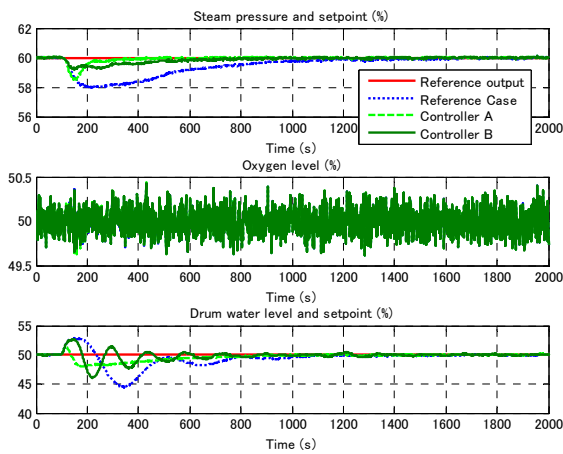 Steam pressure and setpoint (%)
62
60
58
56
0 200 400 600 800 1000 1200 1400 1600 1800 2000
Time (s)
Reference output
Reference Case
Controller A
Controller B
Oxygen level (%)
50.5
50
49.5
0 200 400 600 800 1000 1200 1400 1600 1800 2000
Time (s)
Drum water level and setpoint (%)
55
50
45
40
0 200 400 600 800 1000 1200 1400 1600 1800 2000
Time (s)